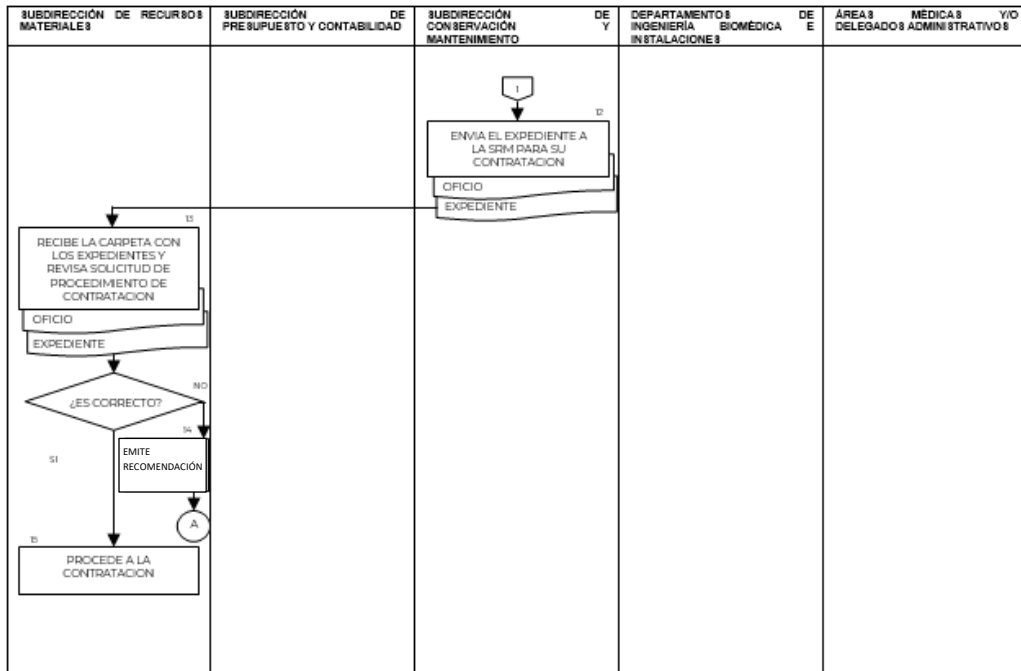 SUBDIRECCIÓN DE RECURSOS
MATERIALES
SUBDIRECCIÓN DE
PRESUPUESTO Y CONTABILIDAD
SUBDIRECCIÓN DE
CONSERVACIÓN Y
MANTENIMIENTO
DEPARTAMENTOS DE
INGENIERÍA BIOMÉDICA E
INSTALACIONES
ÁREAS MÉDICAS Y/O
DELEGADOS ADMINISTRATIVOS
1
12
ENVIA EL EXPEDIENTE A
LA SRM PARA SU
CONTRATACION
OFICIO
EXPEDIENTE
13
RECIBE LA CARPETA CON
LOS EXPEDIENTES Y
REVISA SOLICITUD DE
PROCEDIMIENTO DE
CONTRATACION
OFICIO
EXPEDIENTE
¿ES CORRECTO?
NO
14
SI
EMITE
RECOMENDACIÓN
A
15
PROCEDE A LA
CONTRATACION